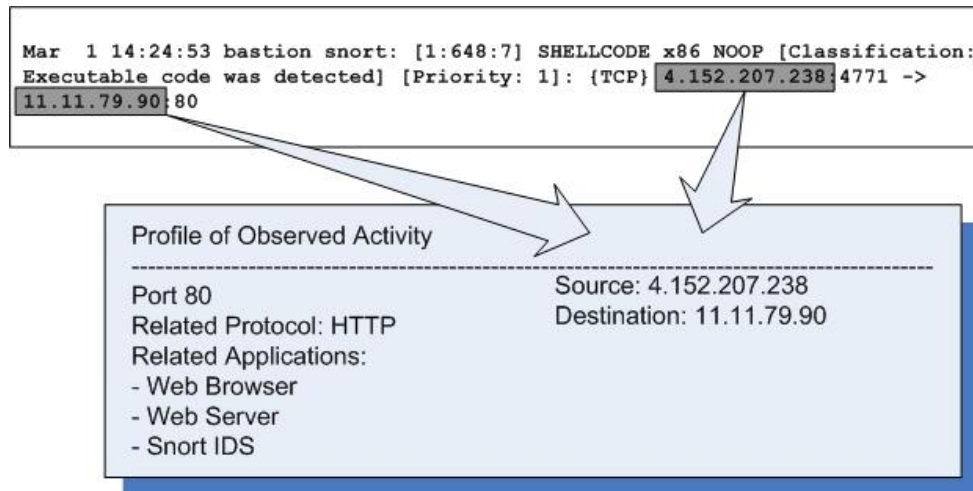 Mar  1 14:24:53 bastion snort: [1:648:7] SHELLCODE x86 NOOP [Classification:
Executable code was detected] [Priority: 1]: {TCP} 4.152.207.238:4771 ->
11.11.79.90:80
Profile of Observed Activity
--------------------------------------------------------------------------------------------
Port 80
Related Protocol: HTTP
Related Applications:
- Web Browser
- Web Server
- Snort IDS
Source: 4.152.207.238
Destination: 11.11.79.90